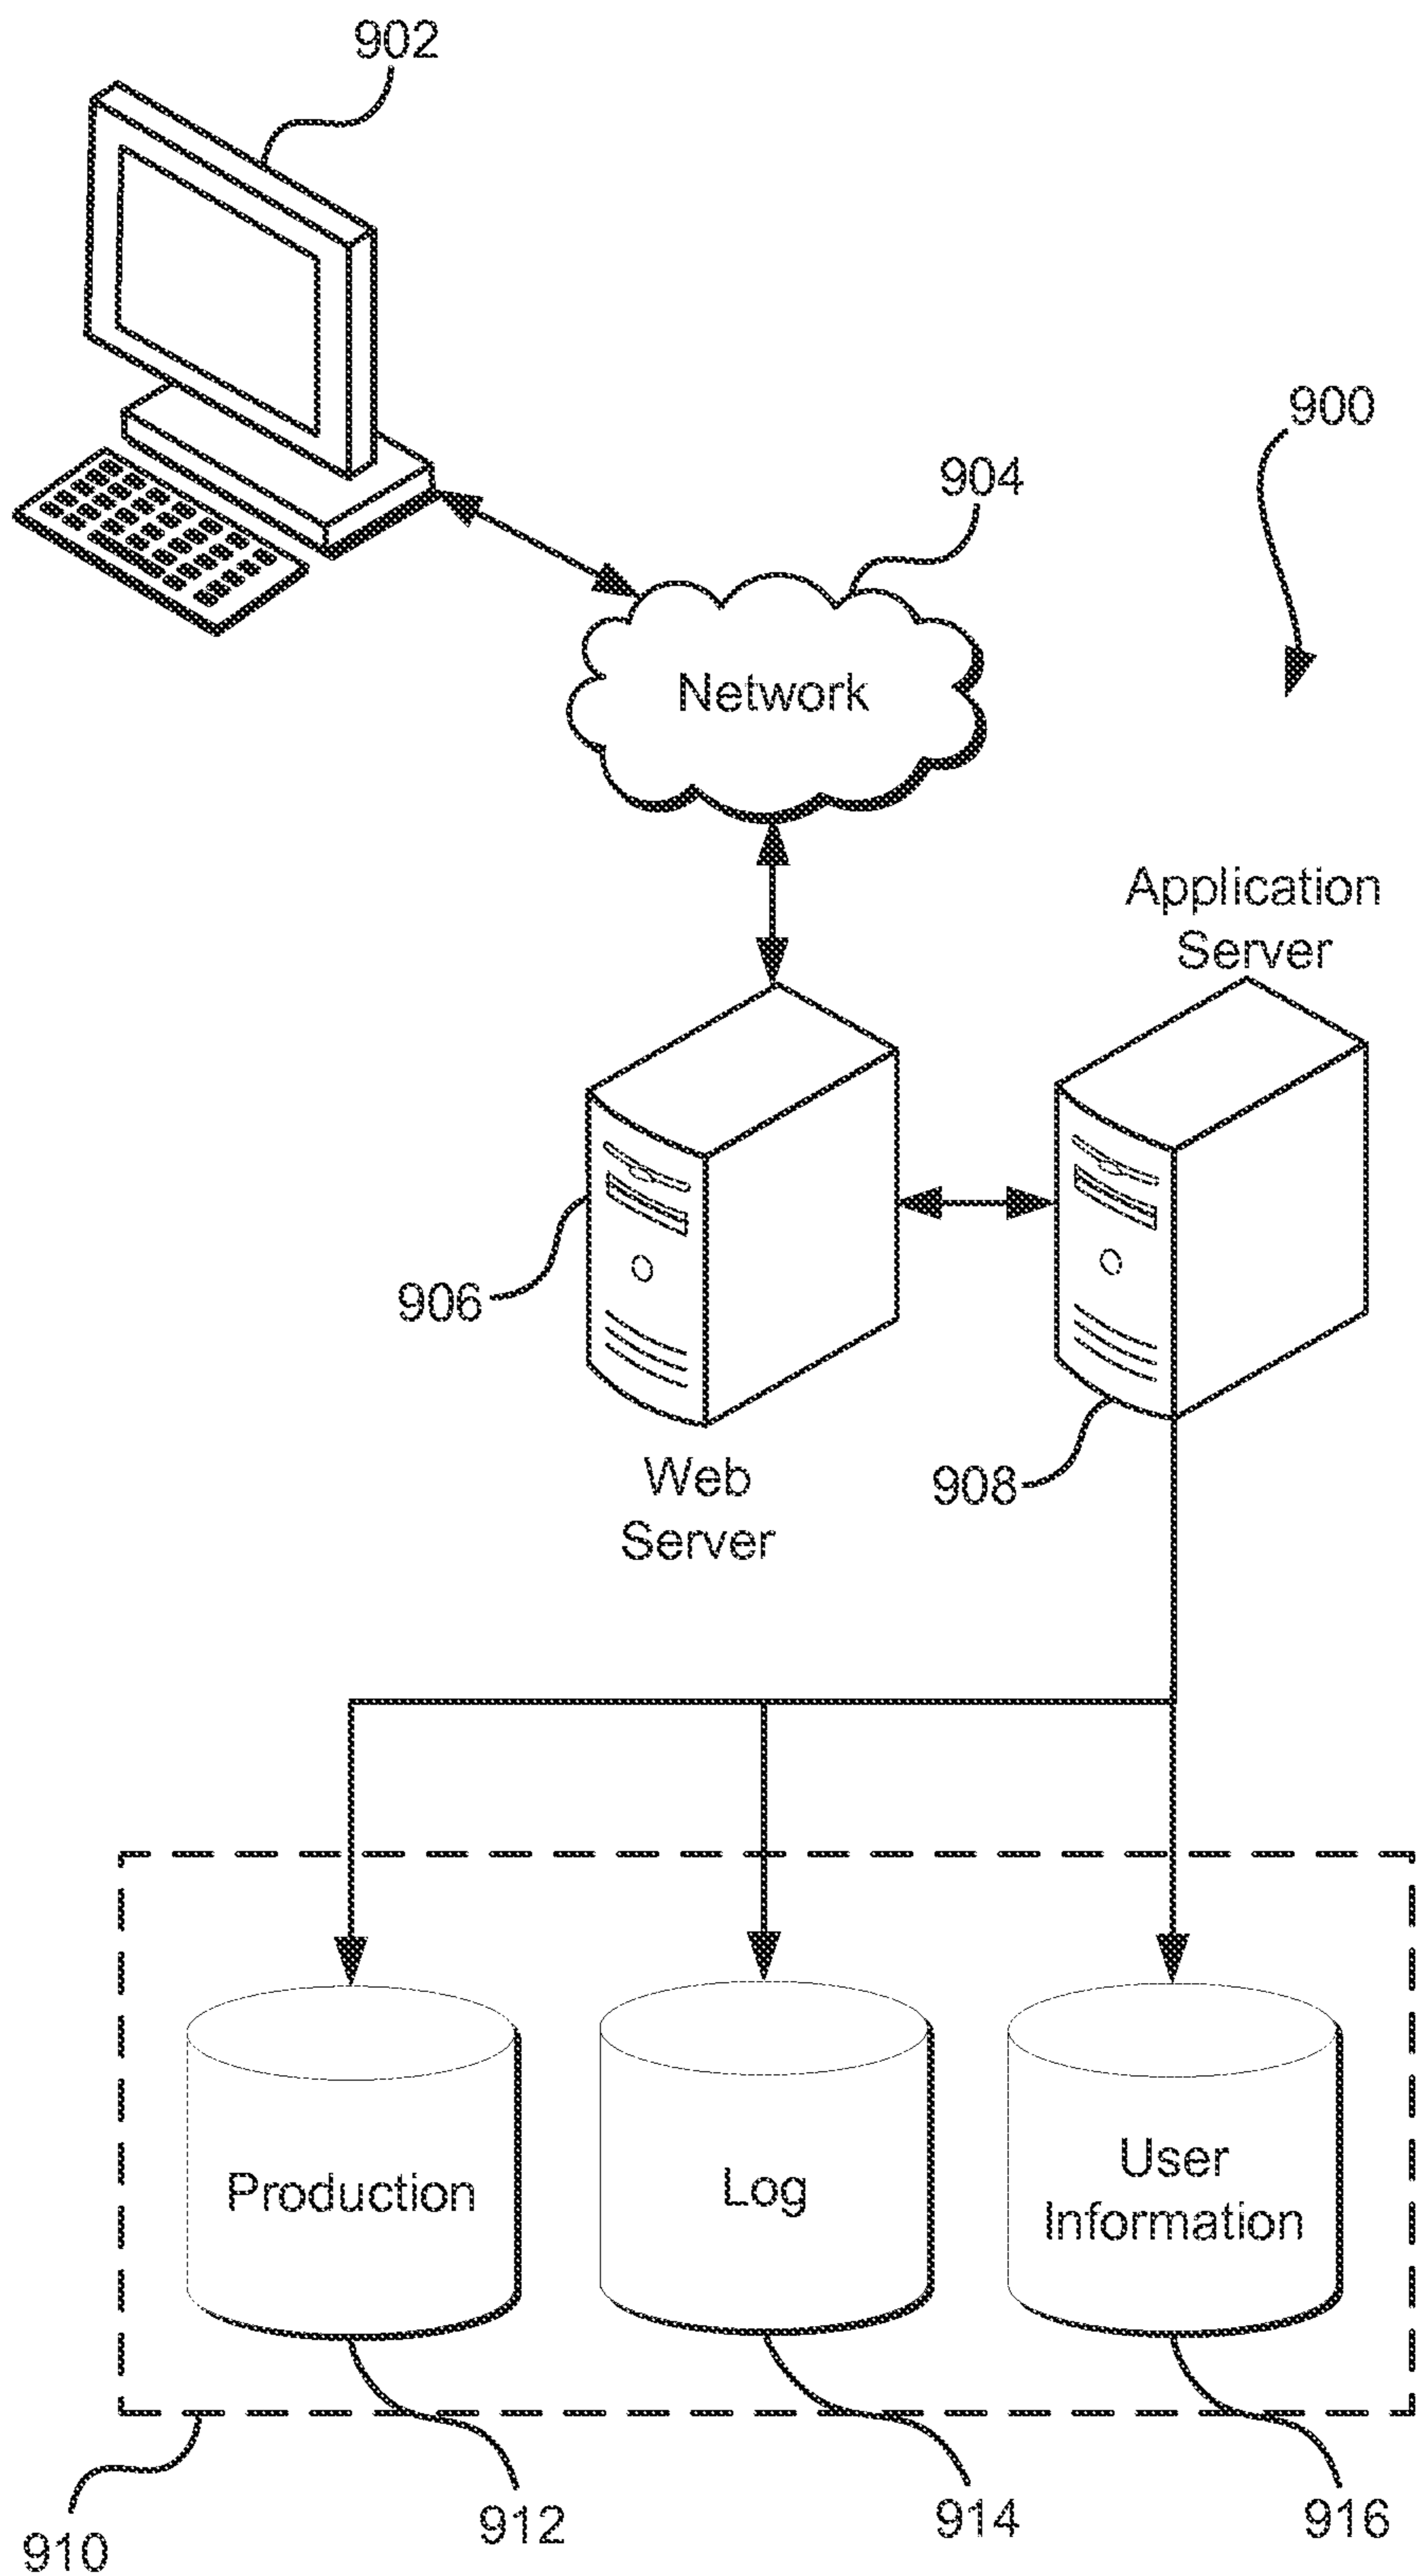 902
900
904
Network
Application
Server
906
908
Web
Server
Production
Log
User
Information
910
912
914
916